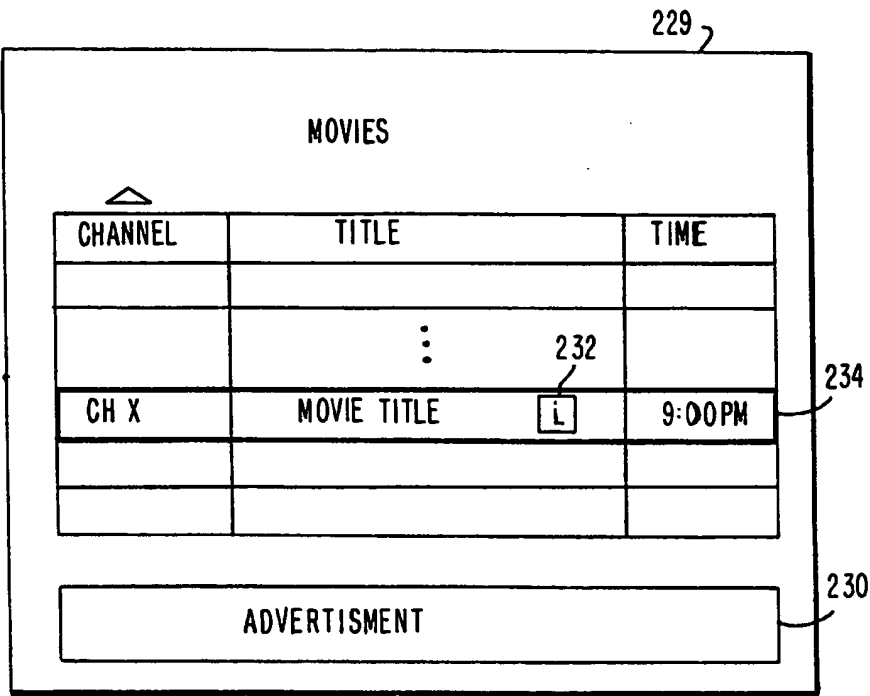 229
MOVIES
CHANNEL TITLE TIME
232
234
CH X MOVIE TITLE i 9:00PM
230
ADVERTISMENT